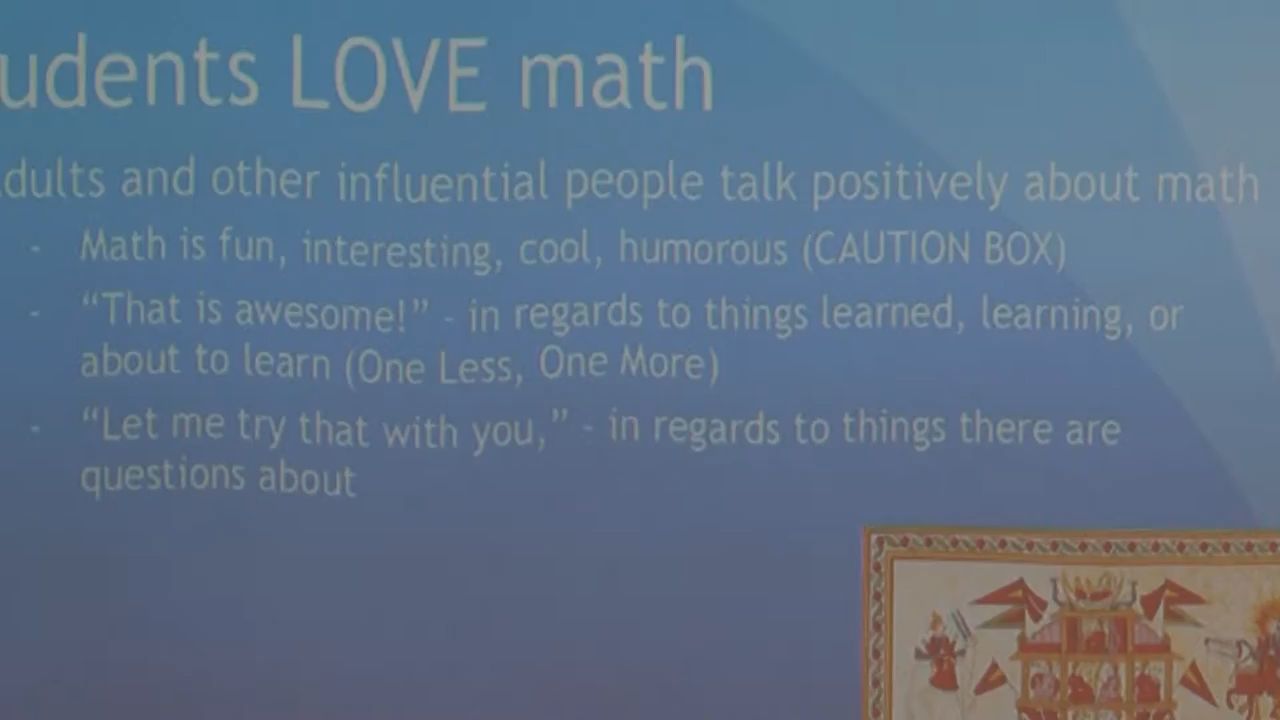 udents LOVE math
dults and other influential people talk positively about math
- Math is fun, interesting, cool, humorous (CAUTION BOX)
- “That is awesome!” - in regards to things learned, learning, or
about to learn (One Less, One More)
- “Let me try that with you,” - in regards to things there are
questions about